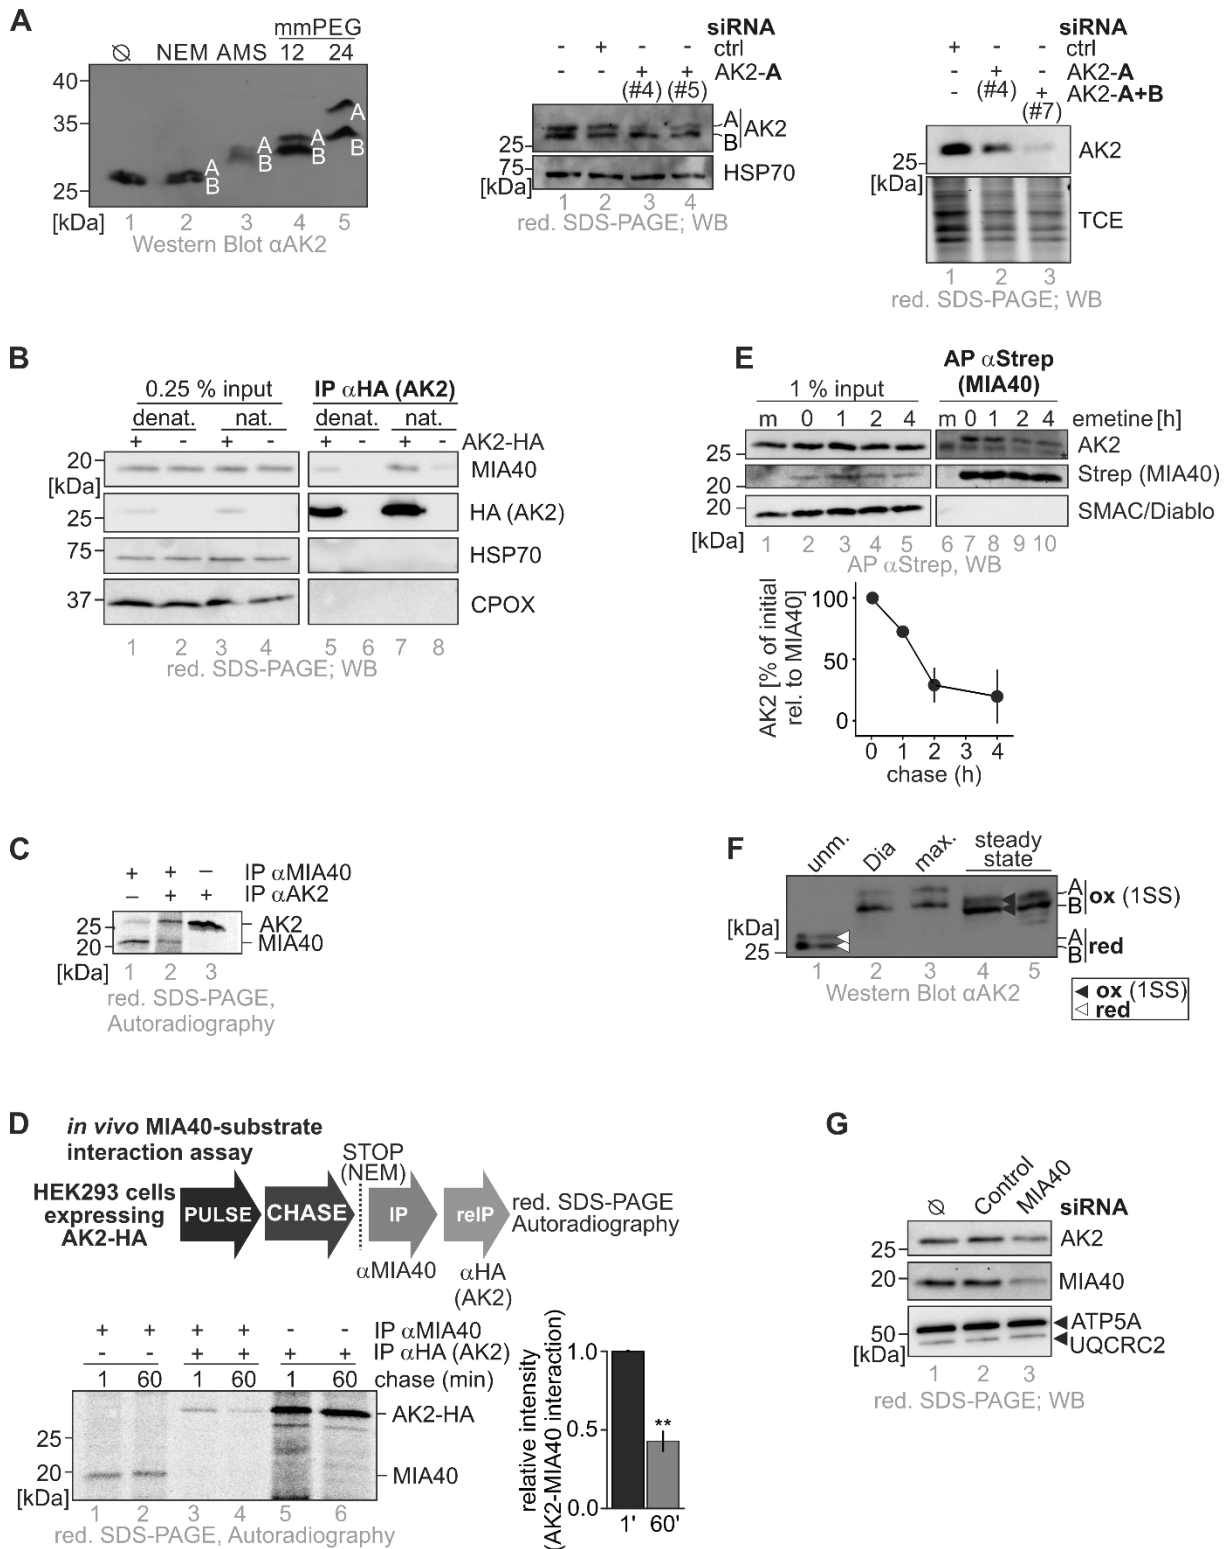 A
mmPEG
∅ NEM AMS 12 24
40
35
25
A
B
A
B
A
B
A
B
[kDa] 1 2 3 4 5
Western Blot αAK2
siRNA
- + - - ctrl
- - + + AK2-A
(#4) (#5)
25
A
B
AK2
75
HSP70
[kDa]
1 2 3 4
red. SDS-PAGE; WB
siRNA
+ - - ctrl
- + - AK2-A
- (#4) + AK2-A+B
(#7)
25
AK2
[kDa]
TCE
1 2 3
red. SDS-PAGE; WB
B
0.25 % input IP αHA (AK2)
denat. nat. denat. nat.
+ - + - + - + - AK2-HA
20 MIA40
[kDa]
25 HA (AK2)
75 HSP70
37 CPOX
1 2 3 4 5 6 7 8
red. SDS-PAGE; WB
E
AP αStrep
(MIA40)
1 % input
m 0 1 2 4 m 0 1 2 4 emetine [h]
25 AK2
*
20 Strep (MIA40)
20 SMAC/Diablo
[kDa] 1 2 3 4 5 6 7 8 9 10
AP αStrep, WB
AK2 [% of initial
rel. to MIA40]
100
50
0
0 1 2 3 4
chase (h)
C
+ + – IP αMIA40
– + + IP αAK2
25 AK2
20 MIA40
[kDa] 1 2 3
red. SDS-PAGE,
Autoradiography
F
unm. Dia max. steady
state
[kDa]
25
A
B
ox (1SS)
A
B
red
1 2 3 4 5
Western Blot αAK2
◄ ox (1SS)
◁ red
D
in vivo MIA40-substrate
interaction assay
STOP
(NEM)
HEK293 cells
expressing
AK2-HA
PULSE CHASE IP reIP
red. SDS-PAGE
Autoradiography
αMIA40 αHA
(AK2)
+ + + + - - IP αMIA40
- - + + + + IP αHA (AK2)
1 60 1 60 1 60 chase (min)
AK2-HA
25
20 MIA40
[kDa]
1 2 3 4 5 6
red. SDS-PAGE, Autoradiography
relative intensity
(AK2-MIA40 interaction)
1.0
0.5
0.0
**
1' 60'
G
∅ Control MIA40 siRNA
25 AK2
20 MIA40
ATP5A
50 UQCRC2
[kDa]
1 2 3
red. SDS-PAGE; WB